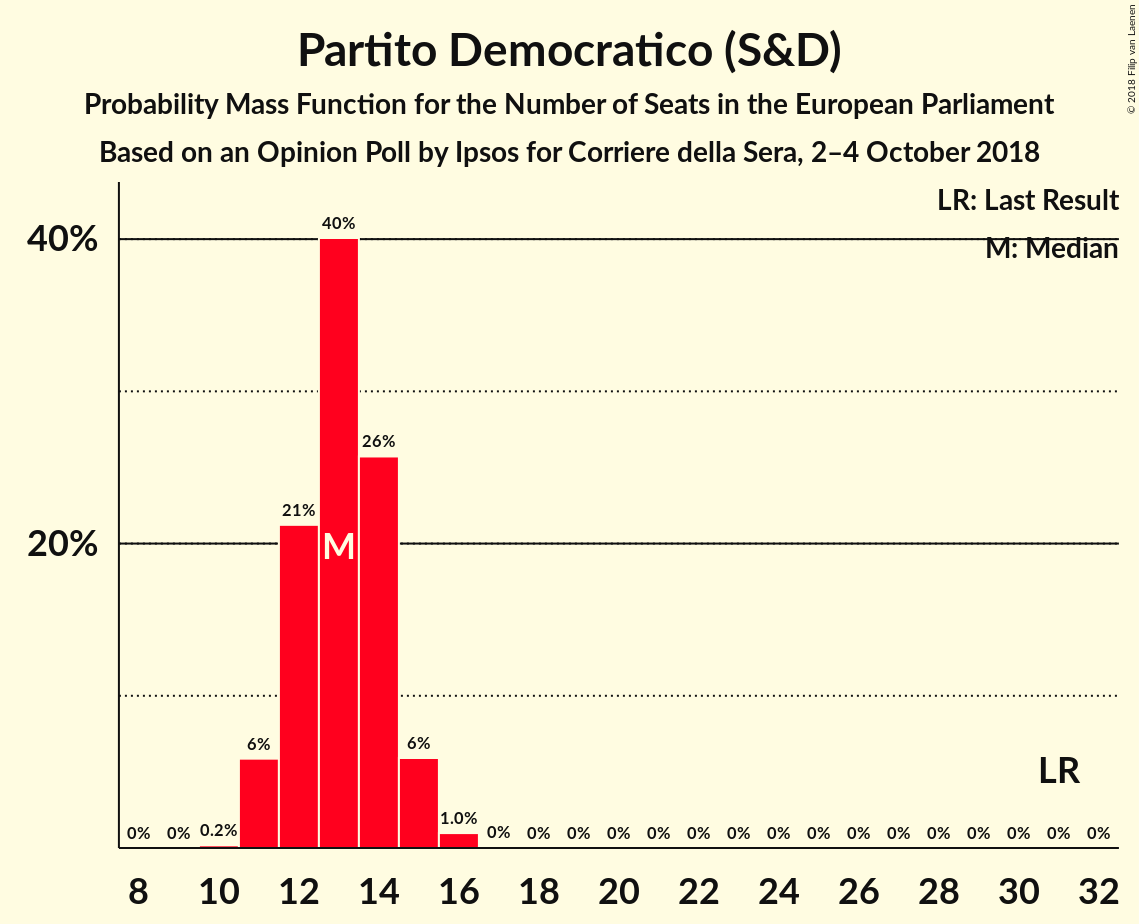 Partito Democratico (S&D)
Probability Mass Function for the Number of Seats in the European Parliament
Based on an Opinion Poll by Ipsos for Corriere della Sera, 2–4 October 2018
© 2018 Filip van Laenen
LR: Last Result
M: Median
40%
20%
0% 0% 0.2% 6% 21% 40% 26% 6% 1.0% 0% 0% 0% 0% 0% 0% 0% 0% 0% 0% 0% 0% 0% 0% 0% 0%
M
LR
8 10 12 14 16 18 20 22 24 26 28 30 32